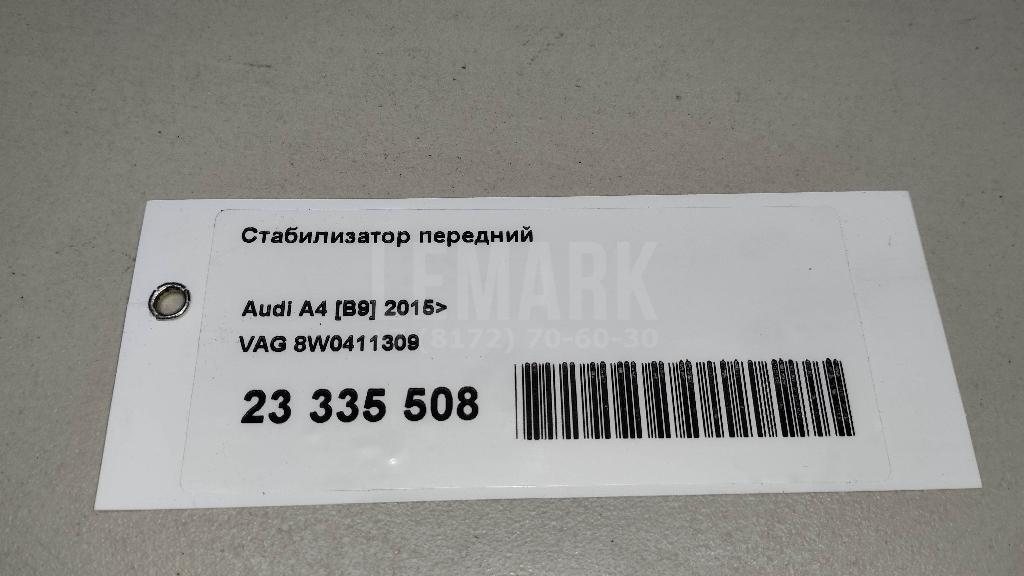 Стабилизатор передний
LEMARK
Audi A4 [B9] 2015>
VAG 8W0411309
(8172) 70-60-30
23 335 508